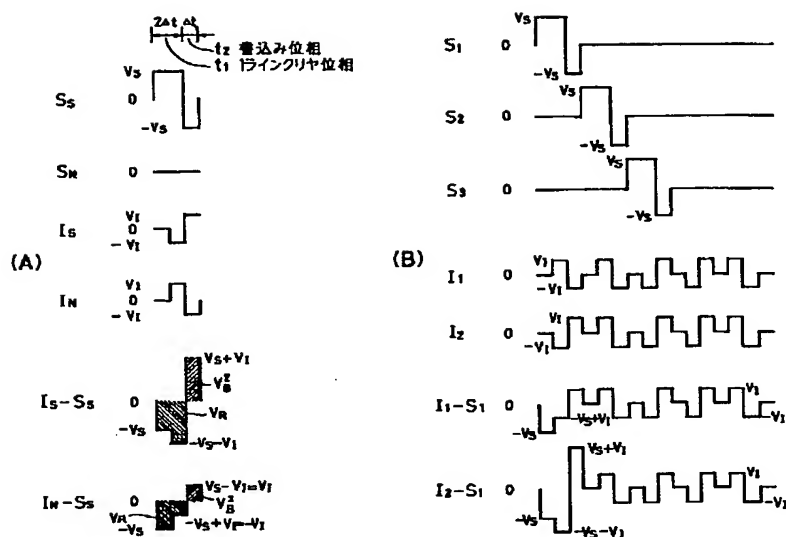 2Δt Δt
t2 書込み位相
t1 1ラインクリヤ位相
VS
SS 0
-VS
SN 0
VI
IS 0
-VI
(A)
VI
IN 0
-VI
VS+VI
IS-SS 0
VR
-VS
-VS-VI
VS-VI=VI
IN-SS 0
VR
-VS
-VS+VI=-VI
VS
S1 0
-VS
VS
S2 0
-VS
VS
S3 0
-VS
(B)
VI
I1 0
-VI
VI
I2 0
-VI
I1-S1 0
VI
-VS+VI
-VI
-VS
VS+VI
I2-S1 0
VI
-VI
-VS
-VS-VI